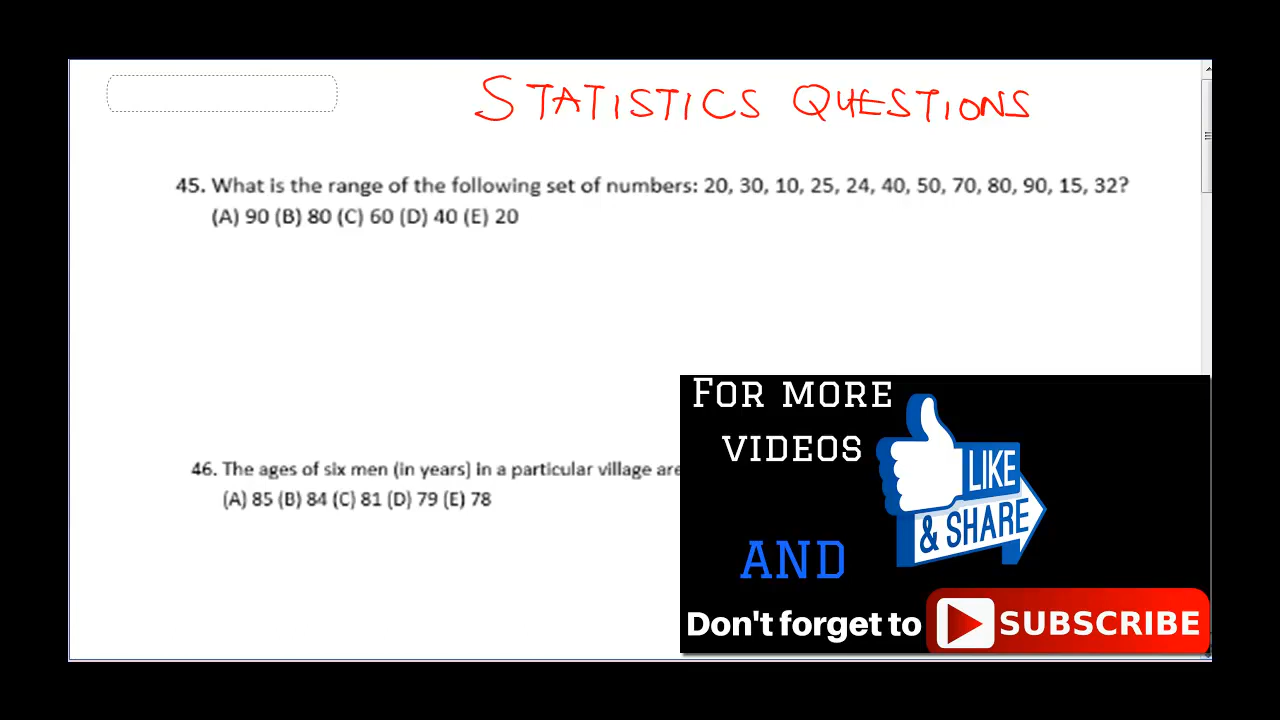 STATISTICS QUESTIONS
45. What is the range of the following set of numbers: 20, 30, 10, 25, 24, 40, 50, 70, 80, 90, 15, 32?
(A) 90 (B) 80 (C) 60 (D) 40 (E) 20
FOR MORE
VIDEOS
LIKE
& SHARE
46. The ages of six men (in years] in a particular village are
(A) 85 (B) 84 (C) 81 (D) 79 (E) 78
AND
Don't forget to SUBSCRIBE